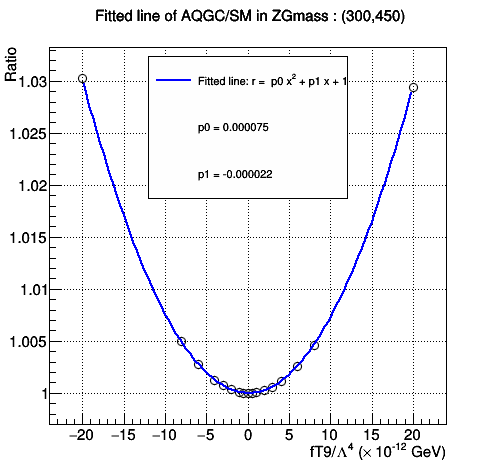 Fitted line of AQGC/SM in ZGmass : (300,450)
Ratio
Fitted line: r = p0 x² + p1 x + 1
p0 = 0.000075
p1 = -0.000022
1.03
1.025
1.02
1.015
1.01
1.005
1
−20 −15 −10 −5 0 5 10 15 20
fT9/Λ⁴ (× 10⁻¹² GeV)